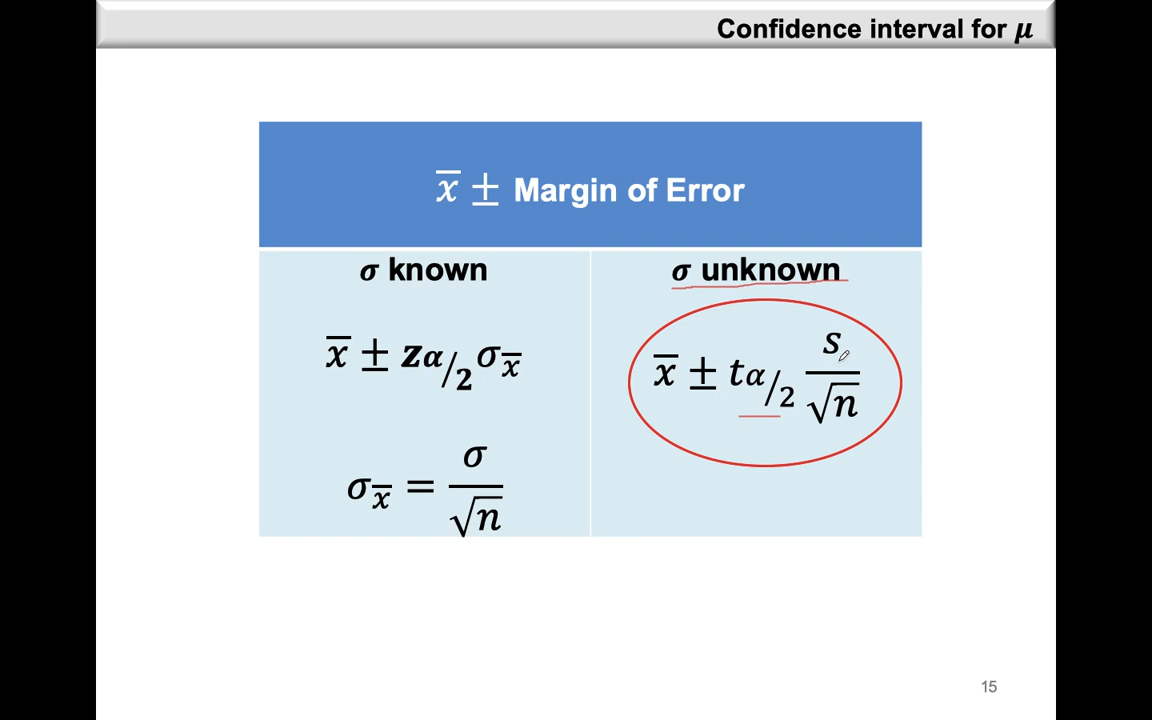 Confidence interval for μ
x̄ ± Margin of Error
σ known
σ unknown
x̄ ± zα/2 σx̄
x̄ ± tα/2 s/√n
σx̄ = σ/√n
15